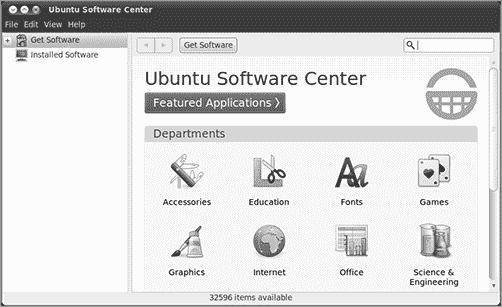 Ubuntu Software Center
File Edit View Help
Get Software
Installed Software
Get Software
Ubuntu Software Center
Featured Applications
Departments
Accessories
Education
Fonts
Games
Graphics
Internet
Office
Science &
Engineering
32596 items available